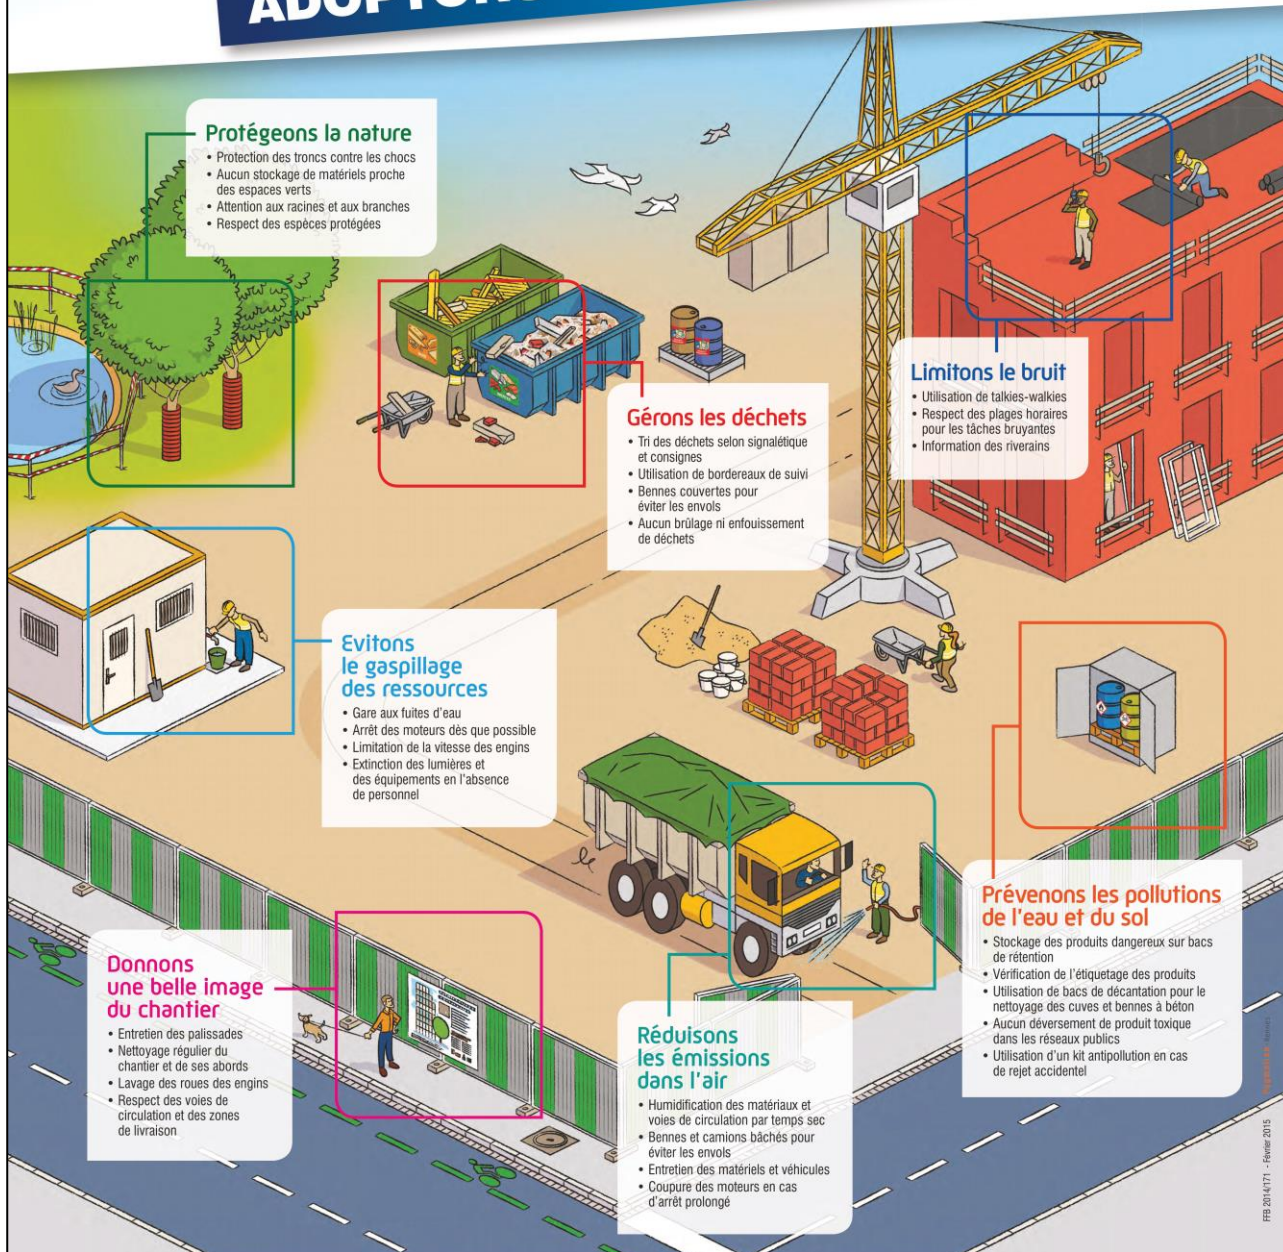 Protégeons la nature
• Protection des troncs contre les chocs
• Aucun stockage de matériels proche
des espaces verts
• Attention aux racines et aux branches
• Respect des espèces protégées
Gérons les déchets
• Tri des déchets selon signalétique
et consignes
• Utilisation de bordereaux de suivi
• Bennes couvertes pour
éviter les envols
• Aucun brûlage ni enfouissement
de déchets
Limitons le bruit
• Utilisation de talkies-walkies
• Respect des plages horaires
pour les tâches bruyantes
• Information des riverains
Evitons
le gaspillage
des ressources
• Gare aux fuites d'eau
• Arrêt des moteurs dès que possible
• Limitation de la vitesse des engins
• Extinction des lumières et
des équipements en l'absence
de personnel
Prévenons les pollutions
de l'eau et du sol
• Stockage des produits dangereux sur bacs
de rétention
• Vérification de l'étiquetage des produits
• Utilisation de bacs de décantation pour le
nettoyage des cuves et bennes à béton
• Aucun déversement de produit toxique
dans les réseaux publics
• Utilisation d'un kit antipollution en cas
de rejet accidentel
Donnons
une belle image
du chantier
• Entretien des palissades
• Nettoyage régulier du
chantier et de ses abords
• Lavage des roues des engins
• Respect des voies de
circulation et des zones
de livraison
Réduisons
les émissions
dans l'air
• Humidification des matériaux et
voies de circulation par temps sec
• Bennes et camions bâchés pour
éviter les envols
• Entretien des matériels et véhicules
• Coupure des moteurs en cas
d'arrêt prolongé
FFB 2014/171 - Février 2015